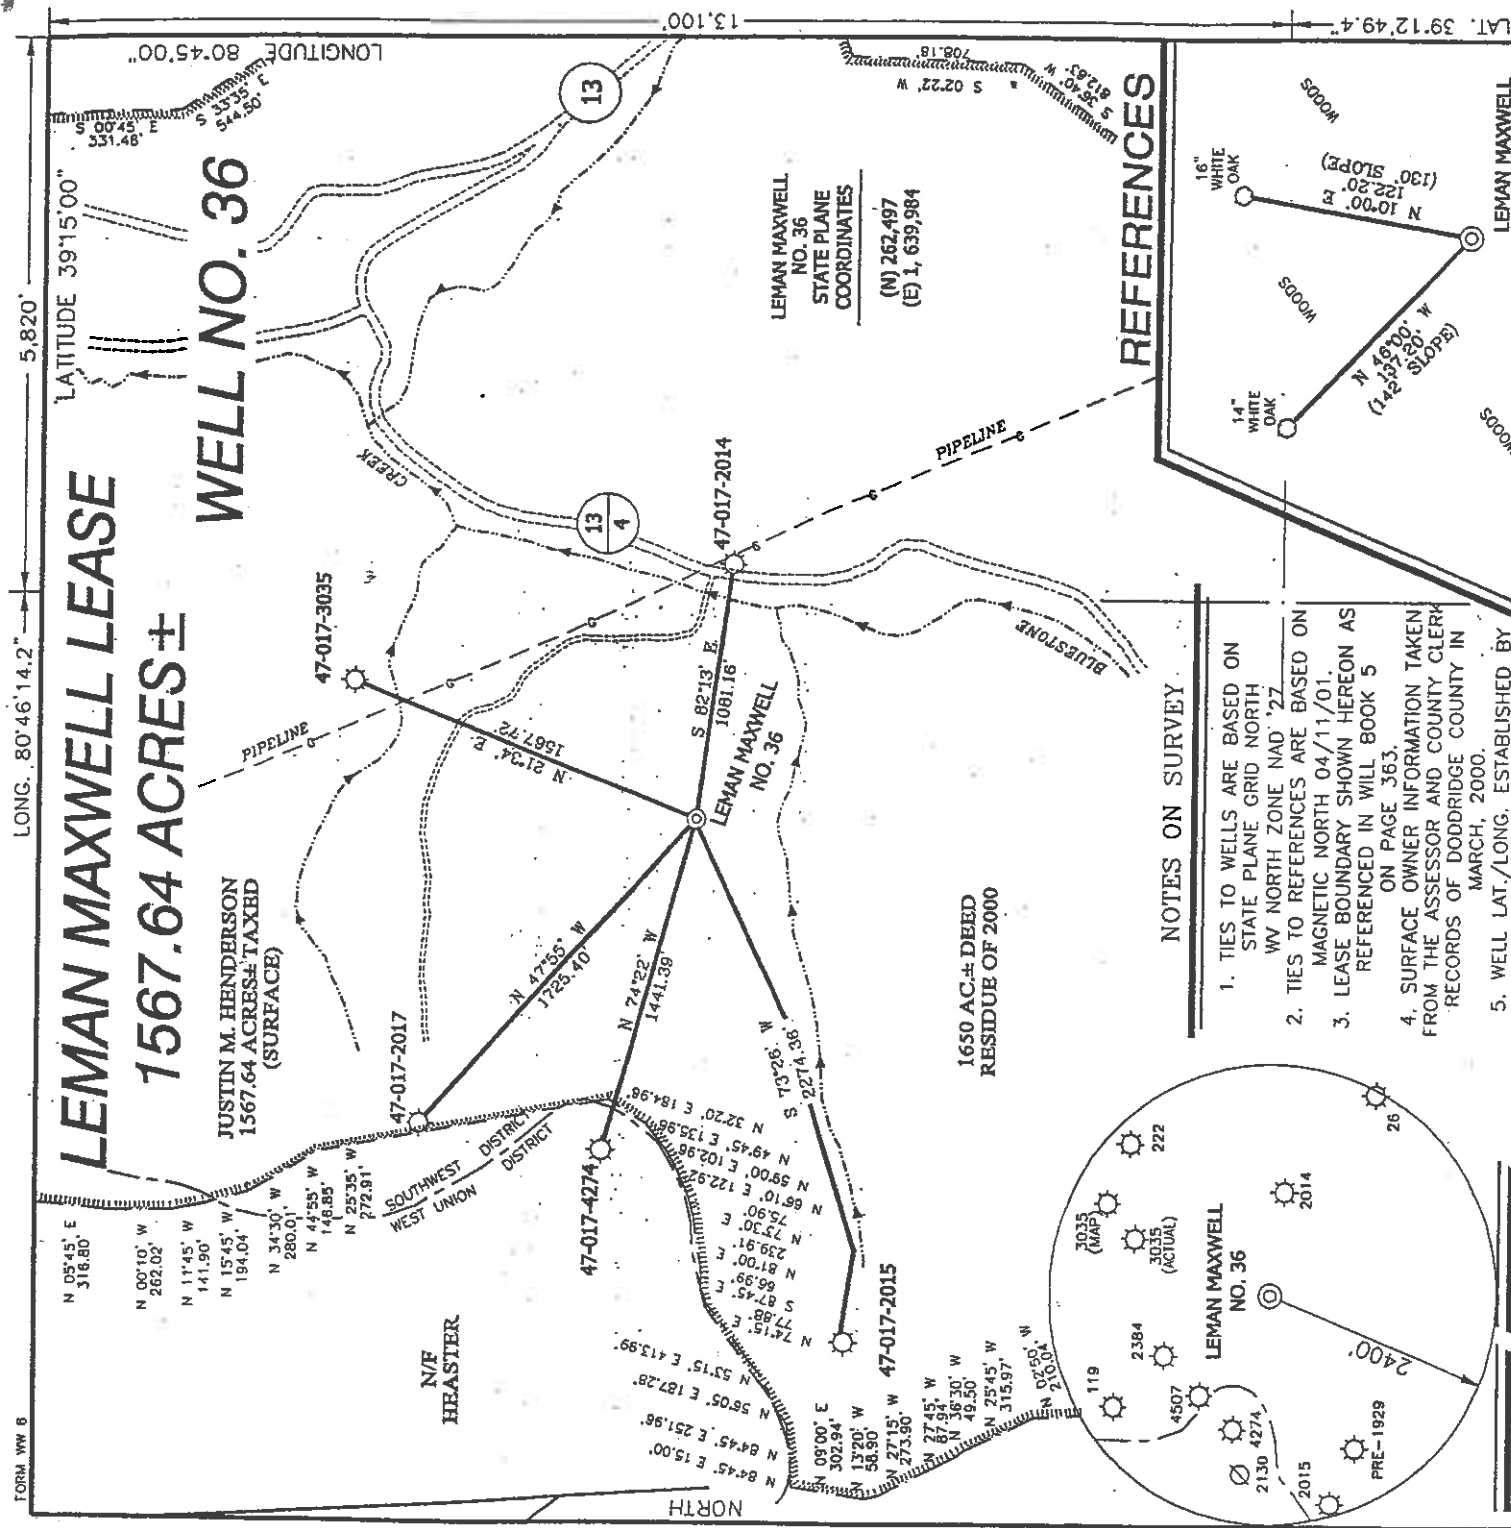 FORM WW 6
LONG. 80°46'14.2"
5,820'
LATITUDE 39°15'00"
LONGITUDE 80°45'00"
13,100'
LAT. 39°12'49.4"
LEMAN MAXWELL LEASE
1567.64 ACRES±
WELL NO. 36
S 00°45' E
331.48'
S 33°35' E
544.50'
13
S 02°22' W
708.18'
S 36°40' W
812.63'
JUSTIN M. HENDERSON
1567.64 ACRES± TAXED
(SURFACE)
PIPELINE
47-017-3035
CREEK
13
4
47-017-2014
PIPELINE
BLUESTONE
LEMAN MAXWELL
NO. 36
STATE PLANE
COORDINATES
(N) 262,497
(E) 1, 639,984
N 21°34' E
1567.72'
S 82°13' E
1081.16'
LEMAN MAXWELL
NO. 36
N 47°55' W
1725.40'
N 74°22' W
1441.39
S 73°28' W
2274.38'
47-017-2017
47-017-4274
47-017-2015
SOUTHWEST DISTRICT
WEST UNION DISTRICT
N 05°45' E
316.80'
N 00°10' W
262.02'
N 11°45' W
141.90'
N 15°45' W
194.04'
N 34°30' W
280.01'
N 44°55' W
148.85'
N 25°35' W
272.91'
N 32°20' E 184.96'
N 49°45' E 135.96
N 59°00' E 102.96
N 66°10' E 122.92
N 73°30' E
75.90'
N 81°00' E
239.91'
S 87°45' E
66.99'
N 74°15' E
77.88'
N 53°15' E 413.99'
N 56°05' E 187.28'
N 84°45' E 251.96'
N 84°45' E 15.00'
N/F
HEASTER
NORTH
N 09°00' E
302.94'
N 13°20' W
58.90'
N 27°15' W
273.90'
N 27°45' W
87.94'
N 36°30' W
49.50'
N 25°45' W
315.97'
N 02°50' W
210.04'
1650 AC.± DEED
RESIDUE OF 2000
REFERENCES
16"
WHITE
OAK
WOODS
N 10°00' E
122.20'
(130' SLOPE)
WOODS
14"
WHITE
OAK
N 46°00' W
137.20'
(142' SLOPE)
WOODS
LEMAN MAXWELL
NOTES ON SURVEY
1. TIES TO WELLS ARE BASED ON
STATE PLANE GRID NORTH
WV NORTH ZONE NAD '27
2. TIES TO REFERENCES ARE BASED ON
MAGNETIC NORTH 04/11/01.
3. LEASE BOUNDARY SHOWN HEREON AS
REFERENCED IN WILL BOOK 5
ON PAGE 363.
4. SURFACE OWNER INFORMATION TAKEN
FROM THE ASSESSOR AND COUNTY CLERK
RECORDS OF DODDRIDGE COUNTY IN
MARCH, 2000.
5. WELL LAT./LONG. ESTABLISHED BY
222
26
3035
(MAP)
3035
(ACTUAL)
2014
LEMAN MAXWELL
NO. 36
2400'
2384
119
4507
4274
2130
2015
PRE-1929